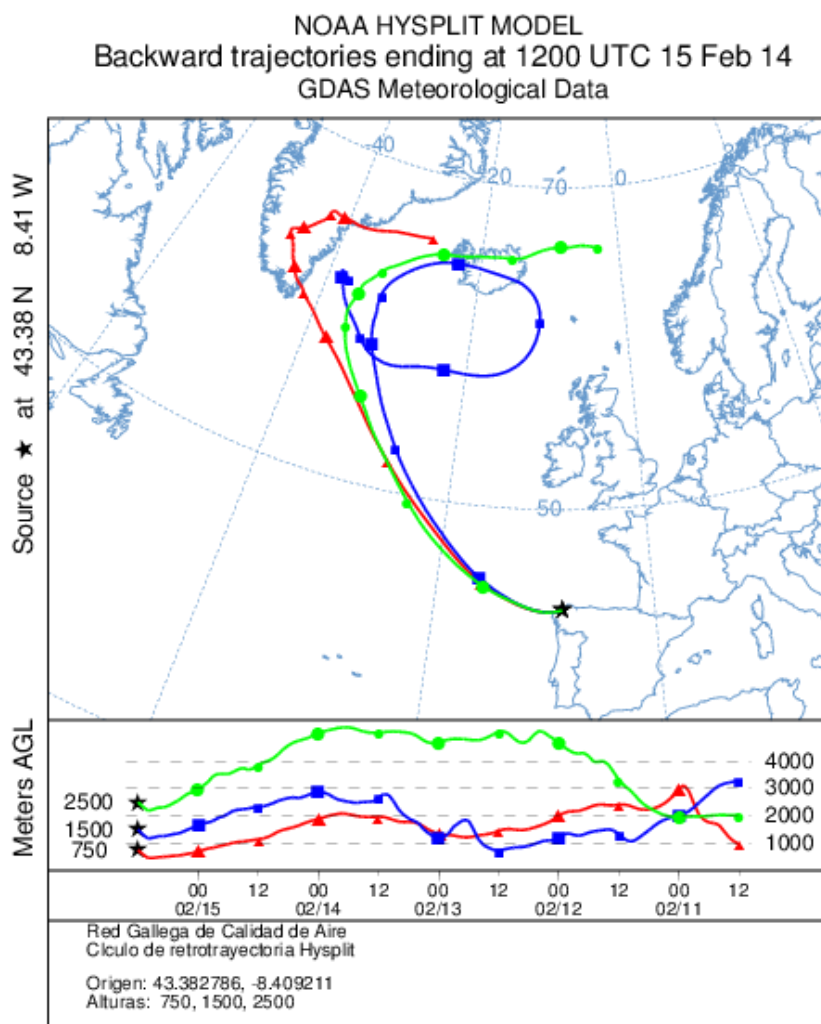 NOAA HYSPLIT MODEL
Backward trajectories ending at 1200 UTC 15 Feb 14
GDAS Meteorological Data
Source ★ at 43.38 N 8.41 W
-40
-20
70
0
50
Meters AGL
2500
1500
750
4000
3000
2000
1000
00 12 00 12 00 12 00 12 00 12
02/15 02/14 02/13 02/12 02/11
Red Gallega de Calidad de Aire
Clculo de retrotrayectoria Hysplit
Origen: 43.382786, -8.409211
Alturas: 750, 1500, 2500